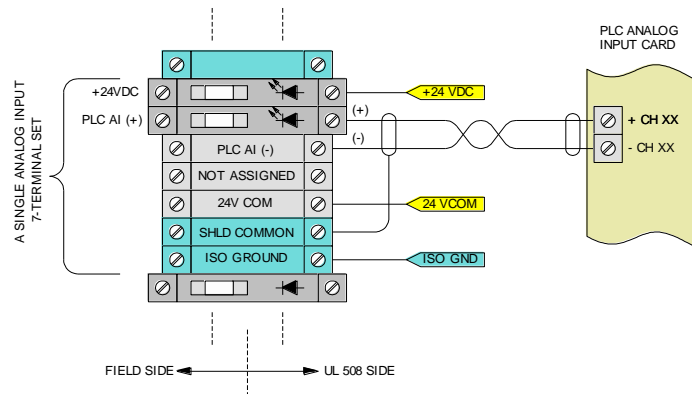 PLC ANALOG
INPUT CARD
A SINGLE ANALOG INPUT
7-TERMINAL SET
+24VDC
+24 VDC
PLC AI (+)
(+)
+ CH XX
PLC AI (-)
(-)
- CH XX
NOT ASSIGNED
24V COM
24 VCOM
SHLD COMMON
ISO GROUND
ISO GND
FIELD SIDE
UL 508 SIDE